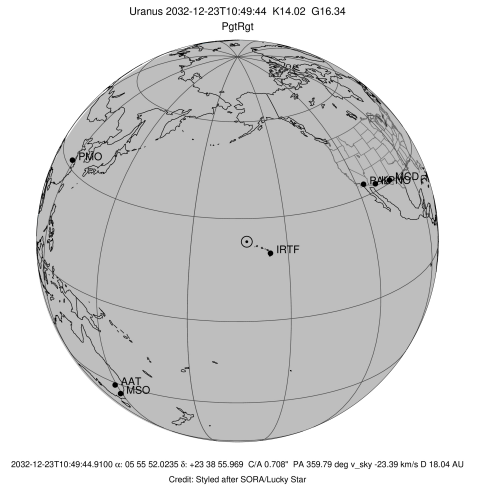 Uranus 2032-12-23T10:49:44 K14.02 G16.34
PgtRgt
PMO
MCD
IRTF
AAT
MSO
2032-12-23T10:49:44.9100 α: 05 55 52.0235 δ: +23 38 55.969 C/A 0.708" PA 359.79 deg v_sky -23.39 km/s D 18.04 AU
Credit: Styled after SORA/Lucky Star